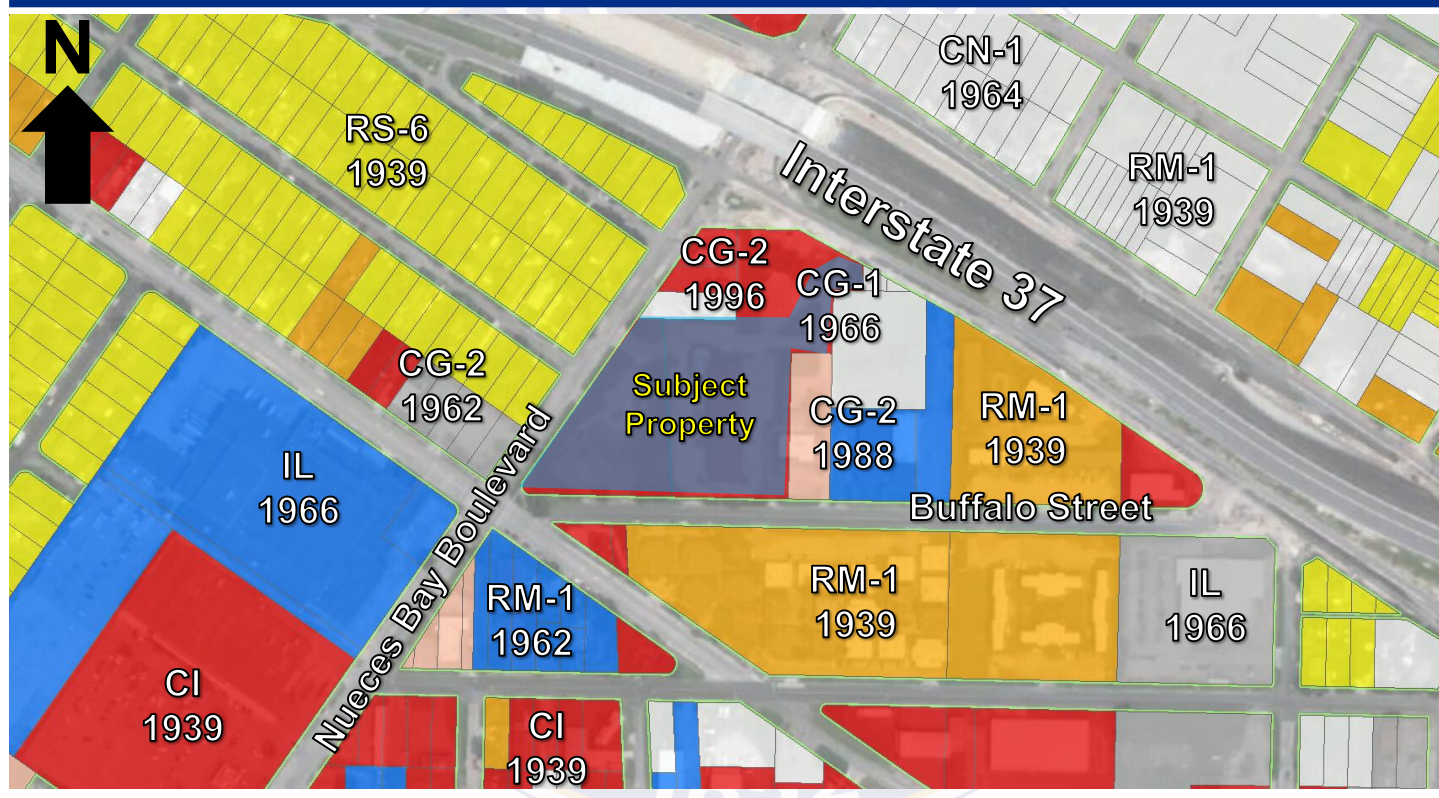 N
CN-1
1964
RS-6
1939
RM-1
1939
Interstate 37
CG-2
1996
CG-1
1966
CG-2
1962
Subject
Property
CG-2
1988
RM-1
1939
IL
1966
Nueces Bay Boulevard
Buffalo Street
RM-1
1962
RM-1
1939
IL
1966
CI
1939
CI
1939